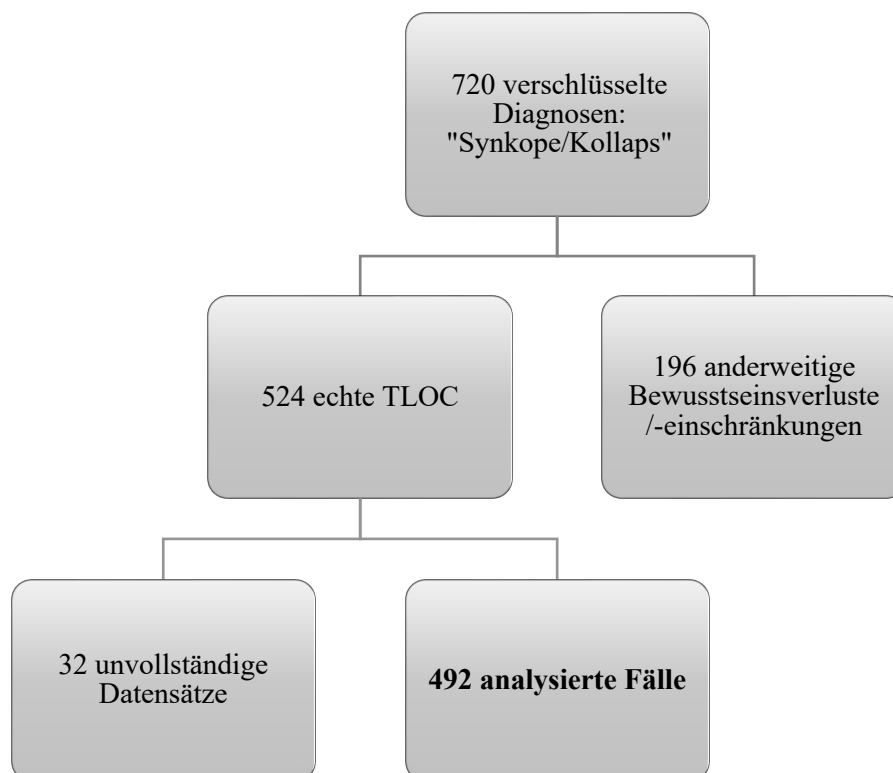 720 verschlüsselte
Diagnosen:
"Synkope/Kollaps"
524 echte TLOC
196 anderweitige
Bewusstseinsverluste
/-einschränkungen
32 unvollständige
Datensätze
492 analysierte Fälle